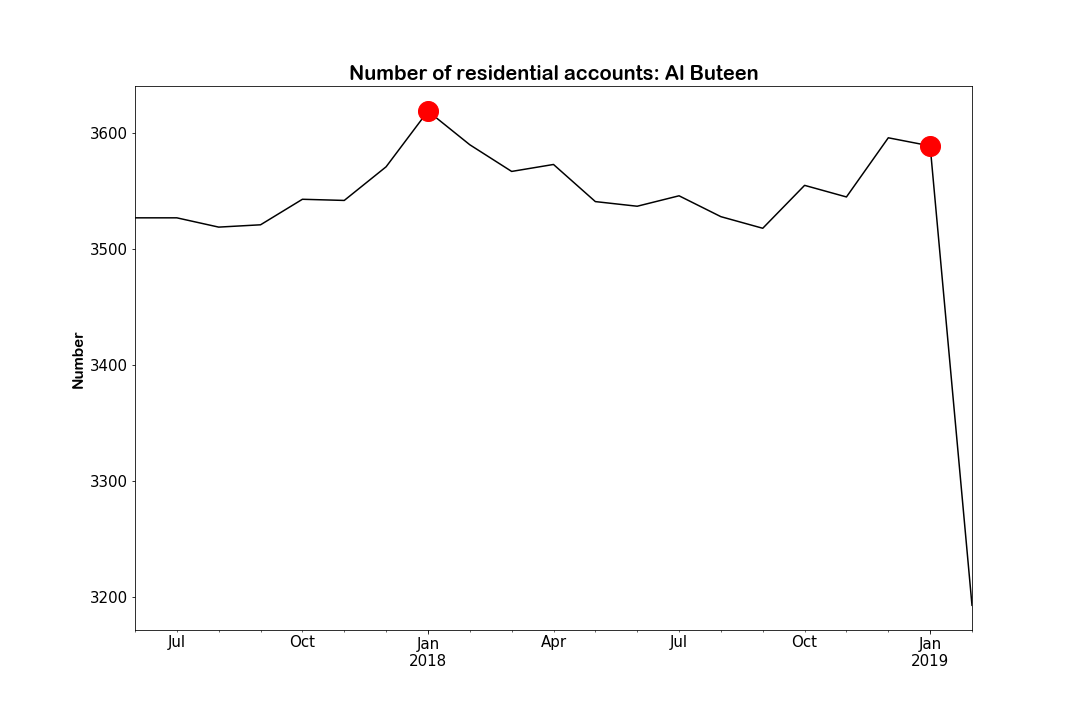 Number of residential accounts: Al Buteen
3600
3500
3400
3300
3200
Number
Jul
Oct
Jan
2018
Apr
Jul
Oct
Jan
2019